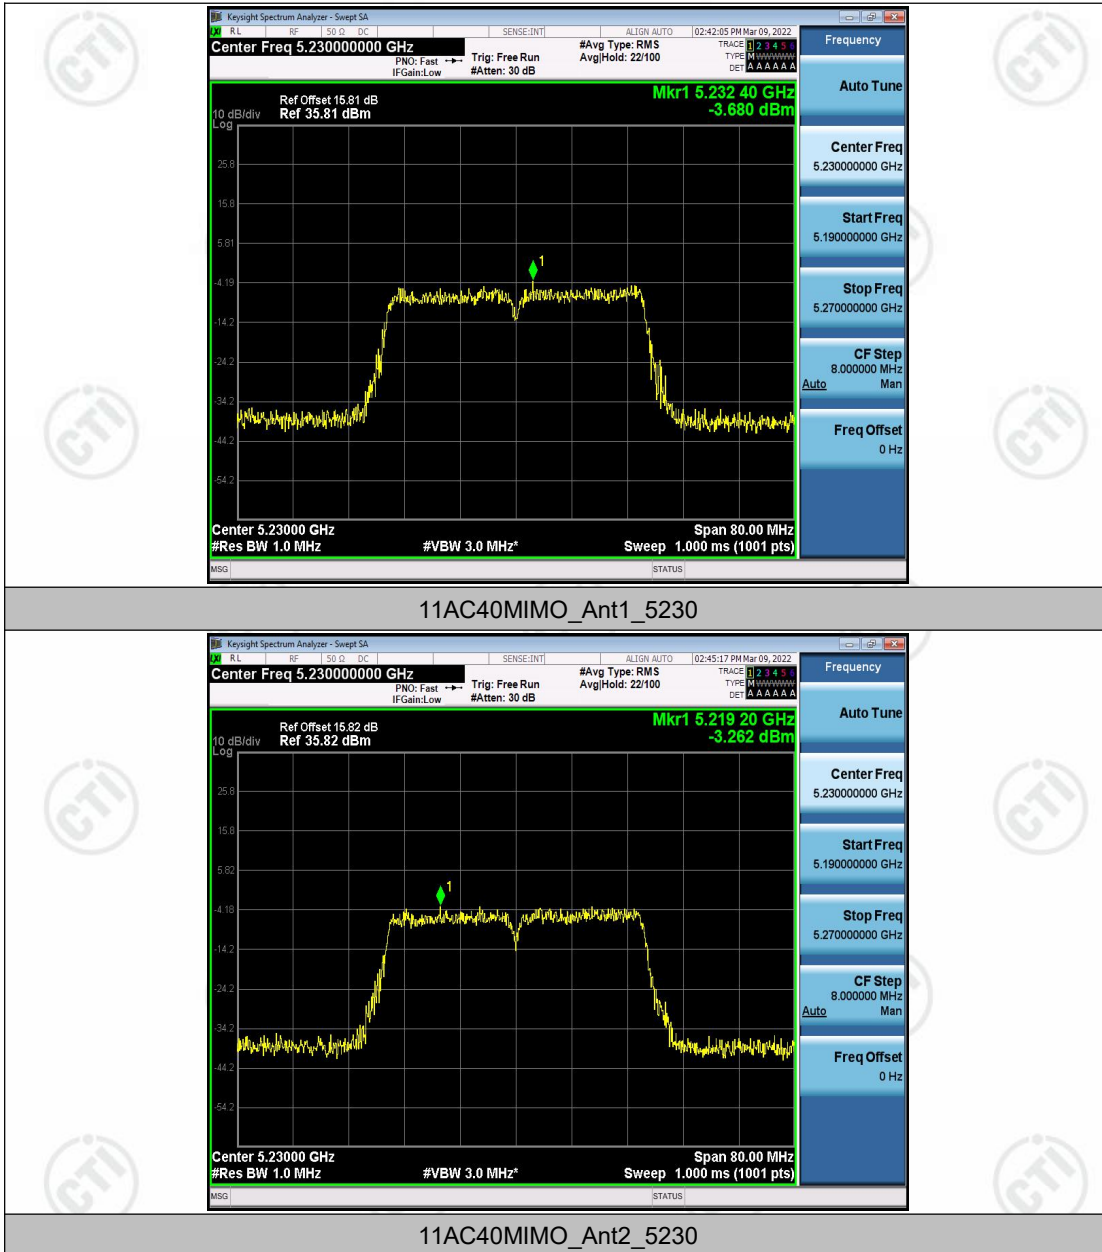 Keysight Spectrum Analyzer - Swept SA
LXI RL RF 50 Ω DC SENSE:INT ALIGN AUTO 02:42:05 PM Mar 09, 2022
Center Freq 5.230000000 GHz
PNO: Fast
IFGain:Low
Trig: Free Run
#Atten: 30 dB
#Avg Type: RMS
Avg|Hold: 22/100
TRACE 1 2 3 4 5 6
TYPE M WWWWW
DET A A A A A A
Frequency
Mkr1 5.232 40 GHz
-3.680 dBm
Ref Offset 15.81 dB
10 dB/div Ref 35.81 dBm
Log
25.8
15.8
5.81
-4.19
-14.2
-24.2
-34.2
-44.2
-54.2
1
Center 5.23000 GHz Span 80.00 MHz
#Res BW 1.0 MHz #VBW 3.0 MHz* Sweep 1.000 ms (1001 pts)
MSG STATUS
Auto Tune
Center Freq
5.230000000 GHz
Start Freq
5.190000000 GHz
Stop Freq
5.270000000 GHz
CF Step
8.000000 MHz
Auto Man
Freq Offset
0 Hz
11AC40MIMO_Ant1_5230
Keysight Spectrum Analyzer - Swept SA
LXI RL RF 50 Ω DC SENSE:INT ALIGN AUTO 02:45:17 PM Mar 09, 2022
Center Freq 5.230000000 GHz
PNO: Fast
IFGain:Low
Trig: Free Run
#Atten: 30 dB
#Avg Type: RMS
Avg|Hold: 22/100
TRACE 1 2 3 4 5 6
TYPE M WWWWW
DET A A A A A A
Frequency
Mkr1 5.219 20 GHz
-3.262 dBm
Ref Offset 15.82 dB
10 dB/div Ref 35.82 dBm
Log
25.8
15.8
5.82
-4.18
-14.2
-24.2
-34.2
-44.2
-54.2
1
Center 5.23000 GHz Span 80.00 MHz
#Res BW 1.0 MHz #VBW 3.0 MHz* Sweep 1.000 ms (1001 pts)
MSG STATUS
Auto Tune
Center Freq
5.230000000 GHz
Start Freq
5.190000000 GHz
Stop Freq
5.270000000 GHz
CF Step
8.000000 MHz
Auto Man
Freq Offset
0 Hz
11AC40MIMO_Ant2_5230
CTI
CTI
CTI
CTI
CTI
CTI
CTI
CTI